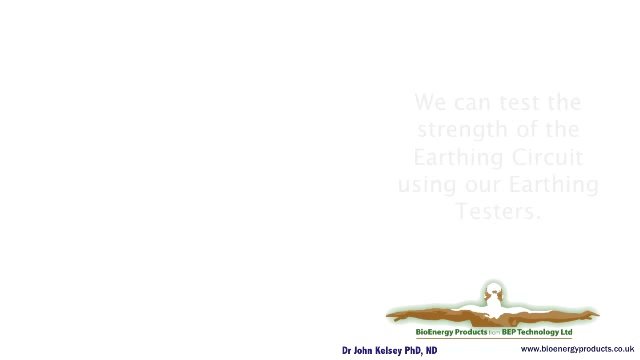 We can test the
strength of the
Earthing Circuit
using our Earthing
Testers.
BioEnergy Products from BEP Technology Ltd
Dr John Kelsey PhD, ND
www.bioenergyproducts.co.uk